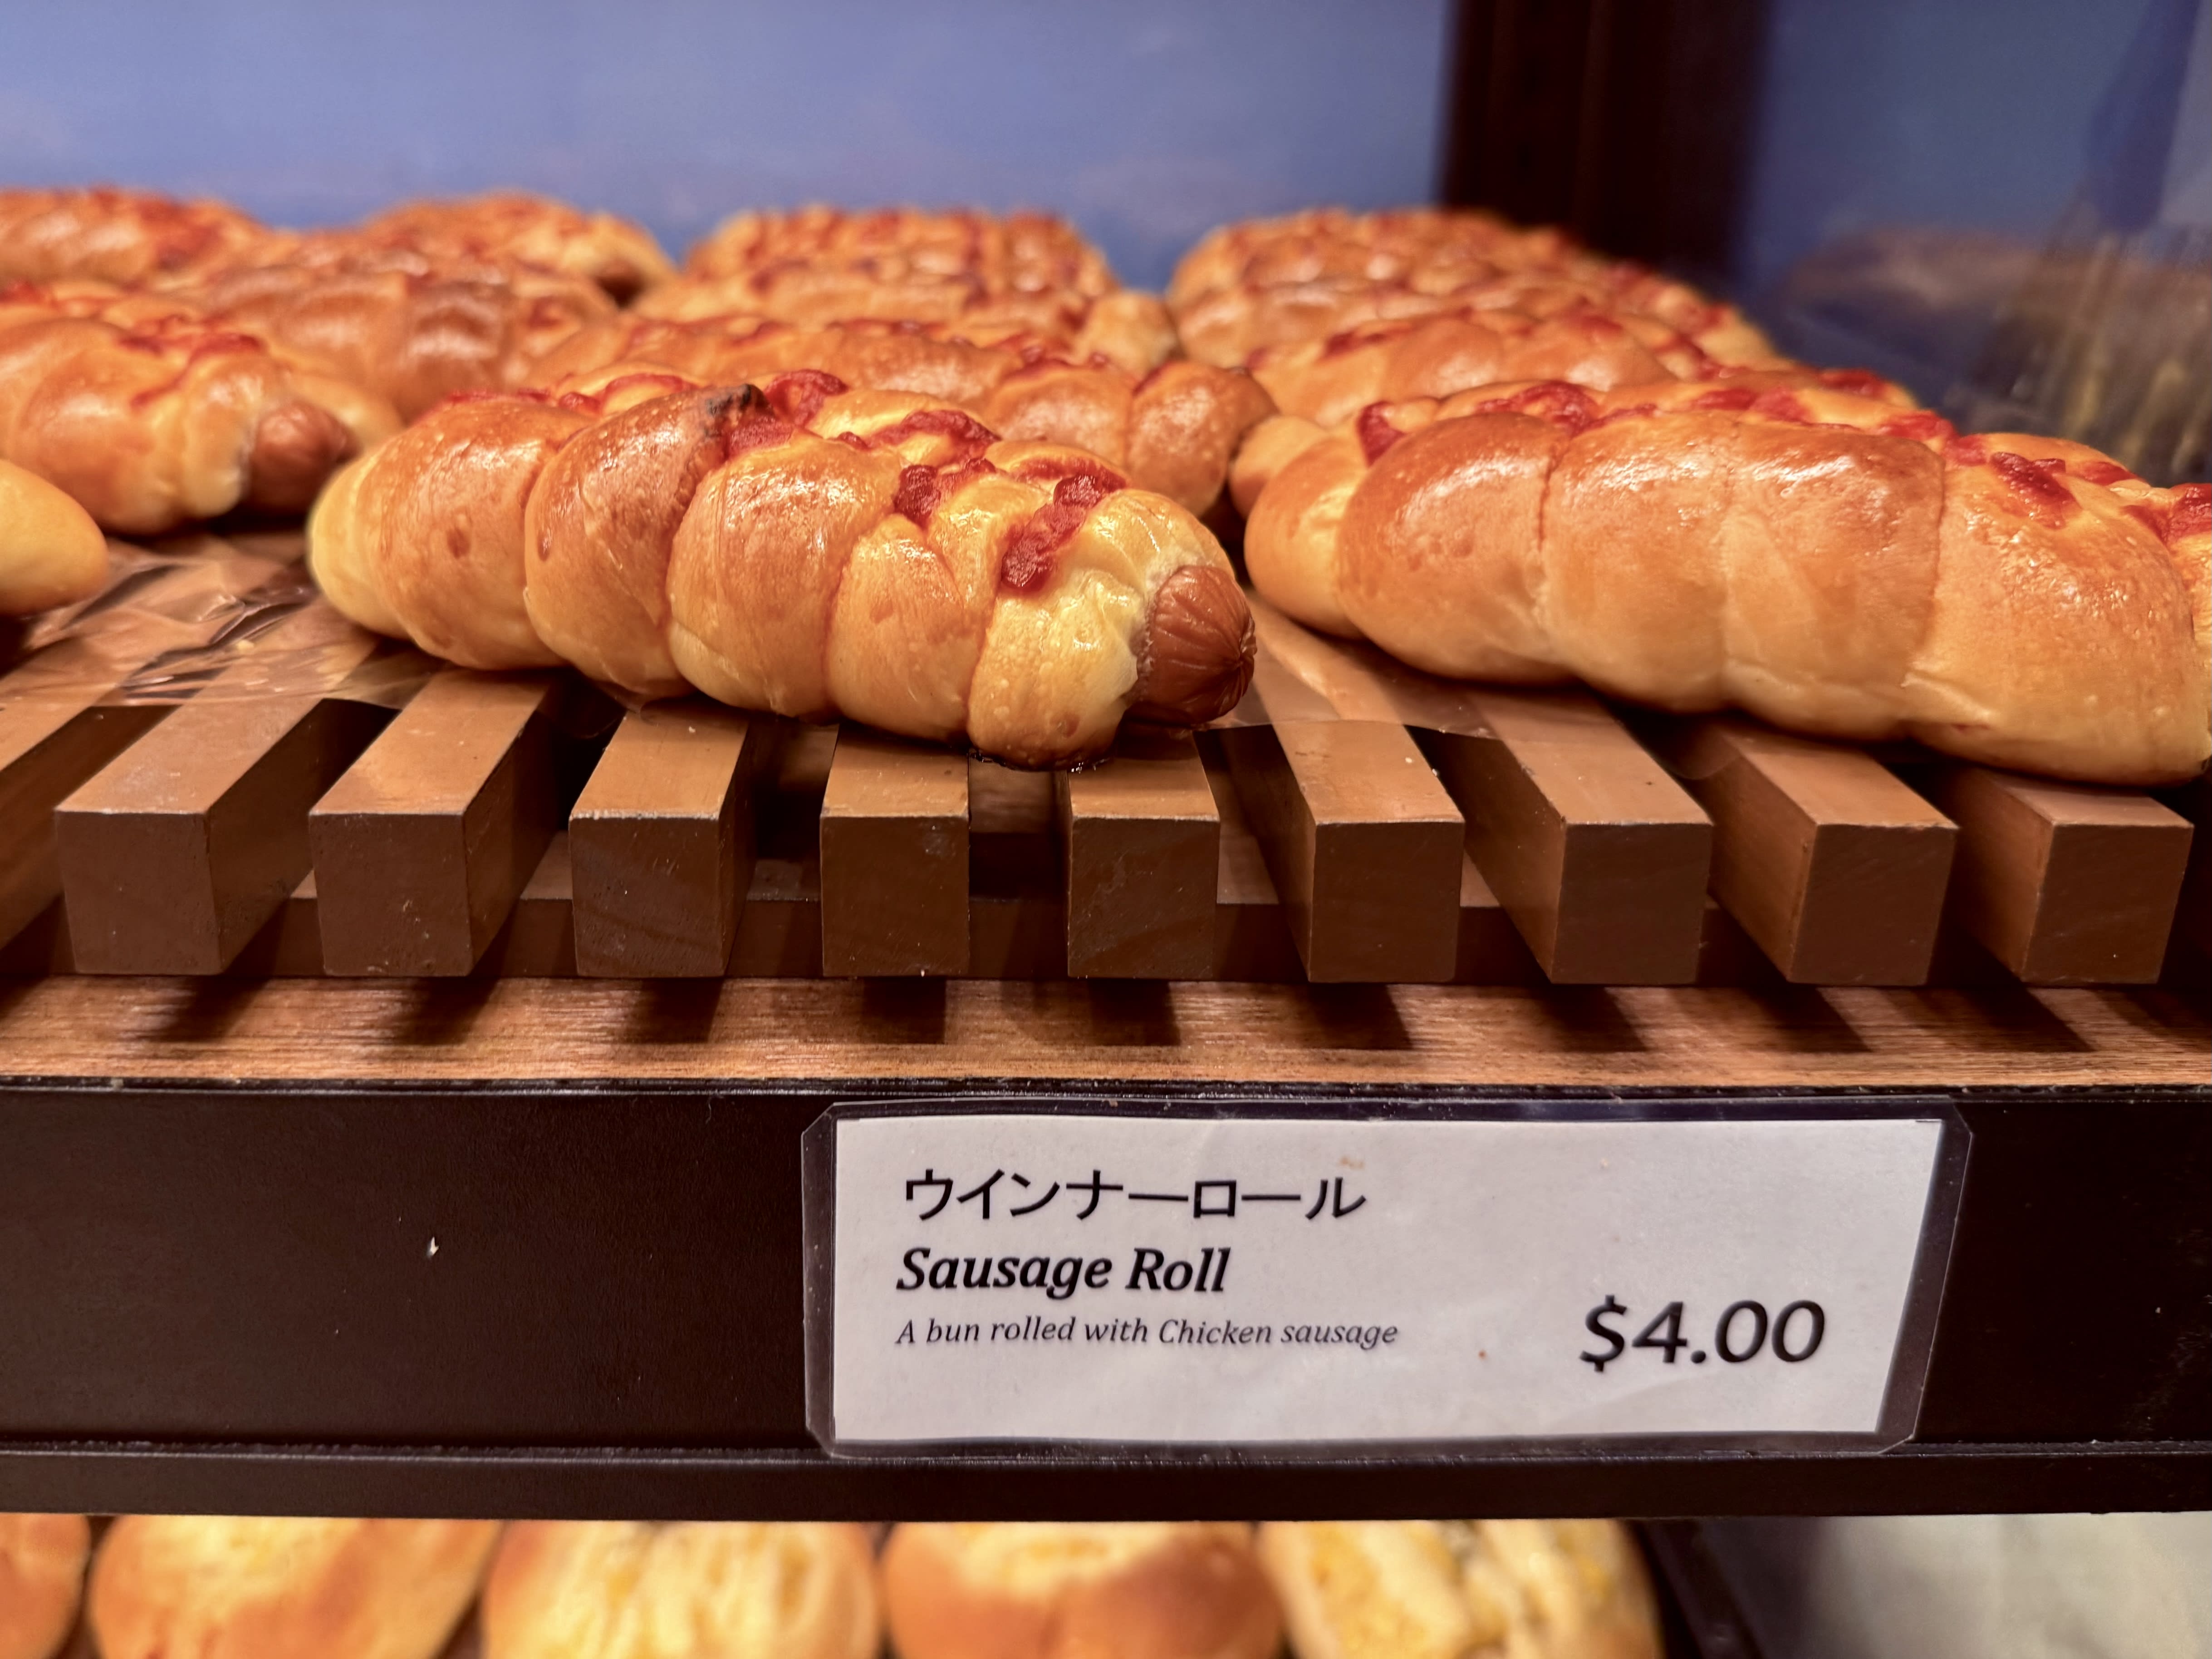 ウインナーロール
Sausage Roll
A bun rolled with Chicken sausage
$4.00